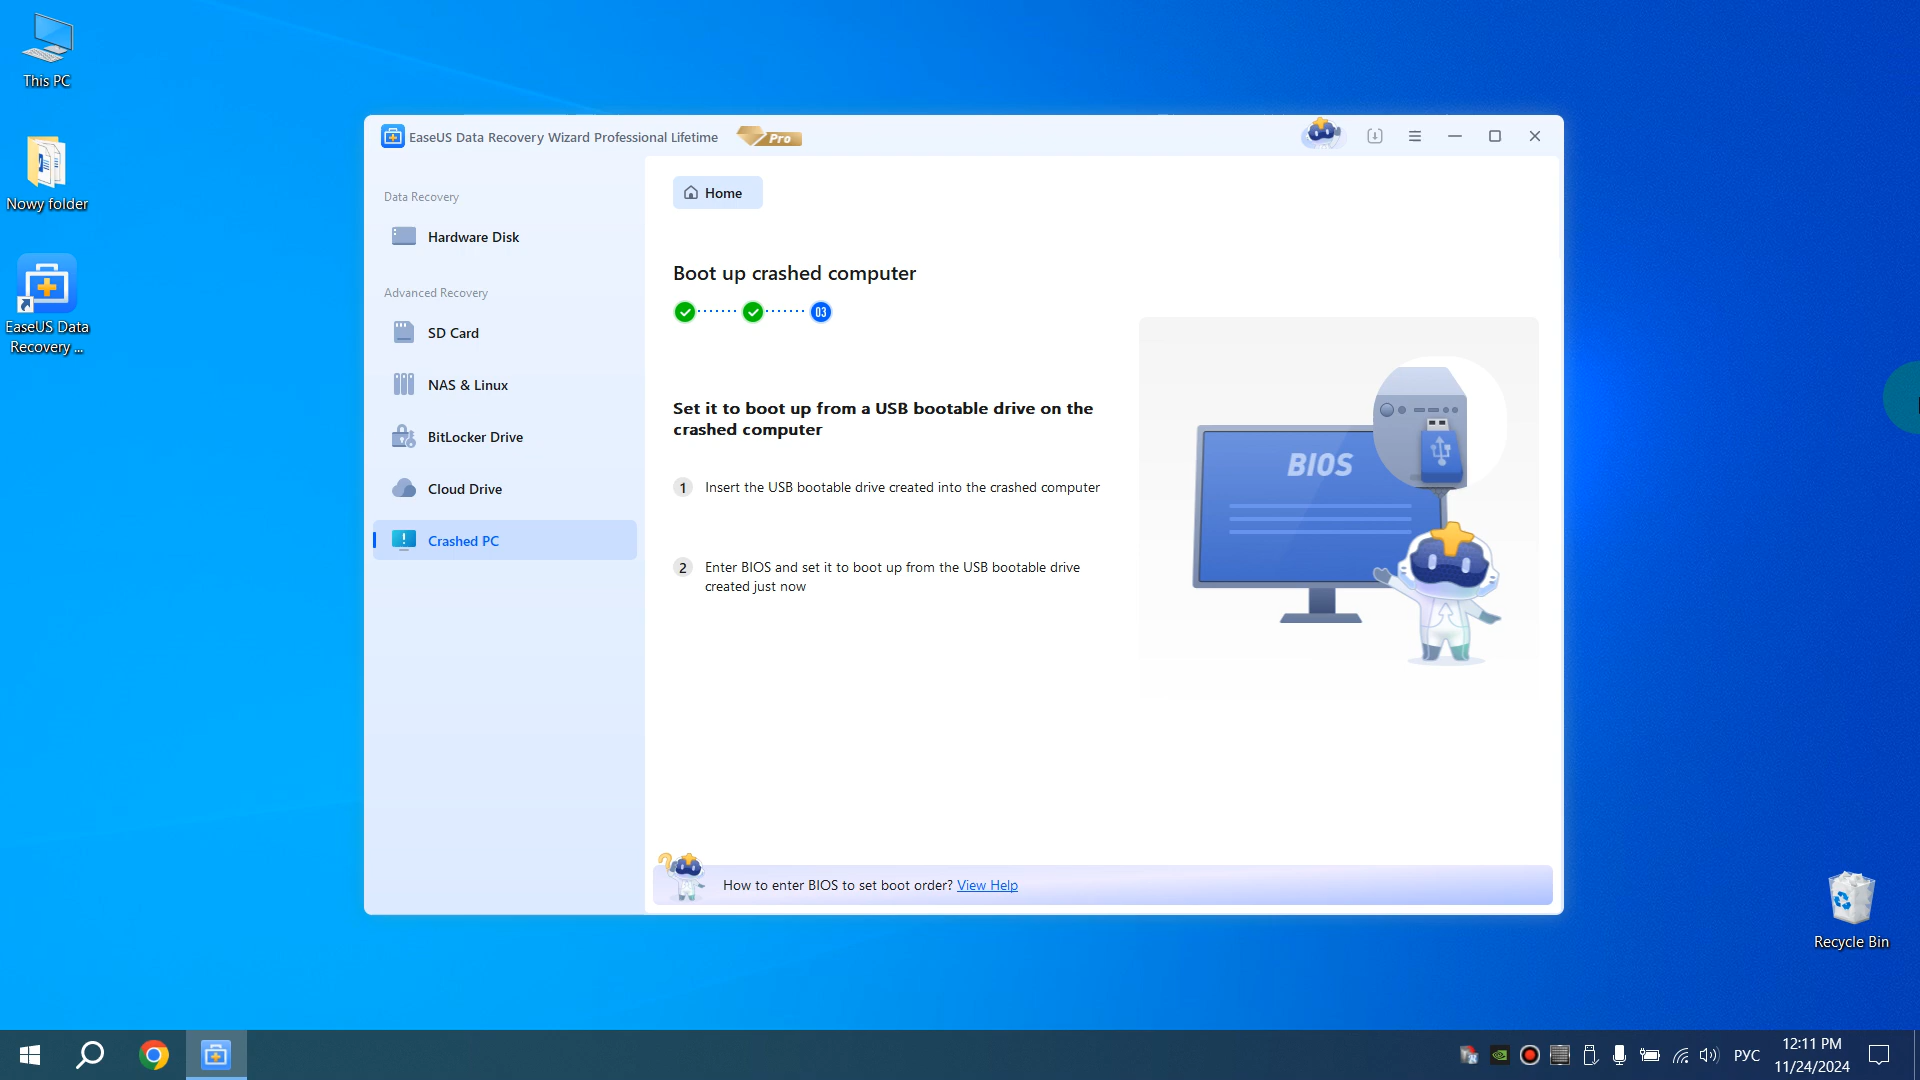 This PC
Nowy folder
EaseUS Data
Recovery ...
EaseUS Data Recovery Wizard Professional Lifetime
Pro
Data Recovery
Hardware Disk
Advanced Recovery
SD Card
NAS & Linux
BitLocker Drive
Cloud Drive
Crashed PC
Home
Boot up crashed computer
03
Set it to boot up from a USB bootable drive on the
crashed computer
1 Insert the USB bootable drive created into the crashed computer
2 Enter BIOS and set it to boot up from the USB bootable drive
created just now
BIOS
How to enter BIOS to set boot order? View Help
Recycle Bin
РУС
12:11 PM
11/24/2024